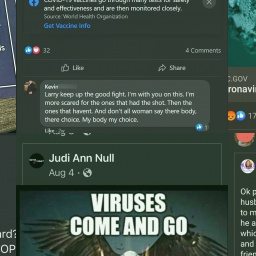 COVID-19 vaccines go through many tests for safety
and effectiveness and are then monitored closely.
Source: World Health Organization
Get Vaccine Info
32
4 Comments
Like
Share
Kevin
Larry keep up the good fight. I'm with you on this. I'm
more scared for the ones that had the shot. Then the
ones that havent. And don't all woman say there body,
there choice. My body my choice.
1
Judi Ann Null
Aug 4 ·
VIRUSES
COME AND GO
C.GOV
ronavir
17
Ok p
husb
to m
he a
whic
and
frien
ard?
OP